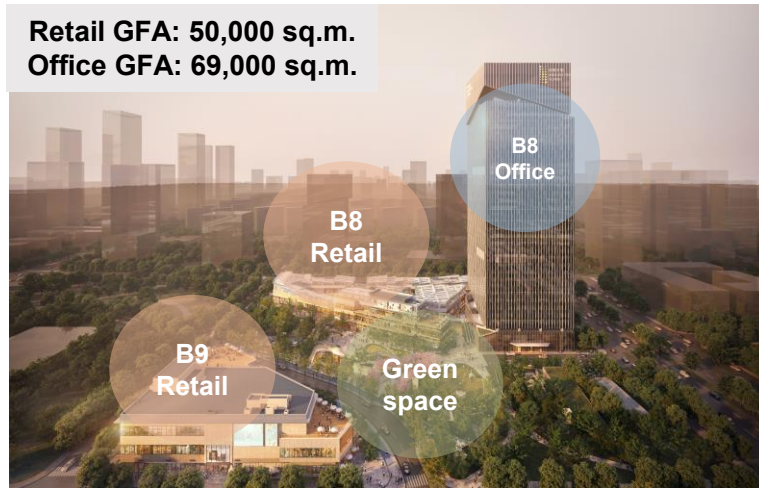 Retail GFA: 50,000 sq.m.
Office GFA: 69,000 sq.m.
B8
Office
B8
Retail
B9
Retail
Green
space